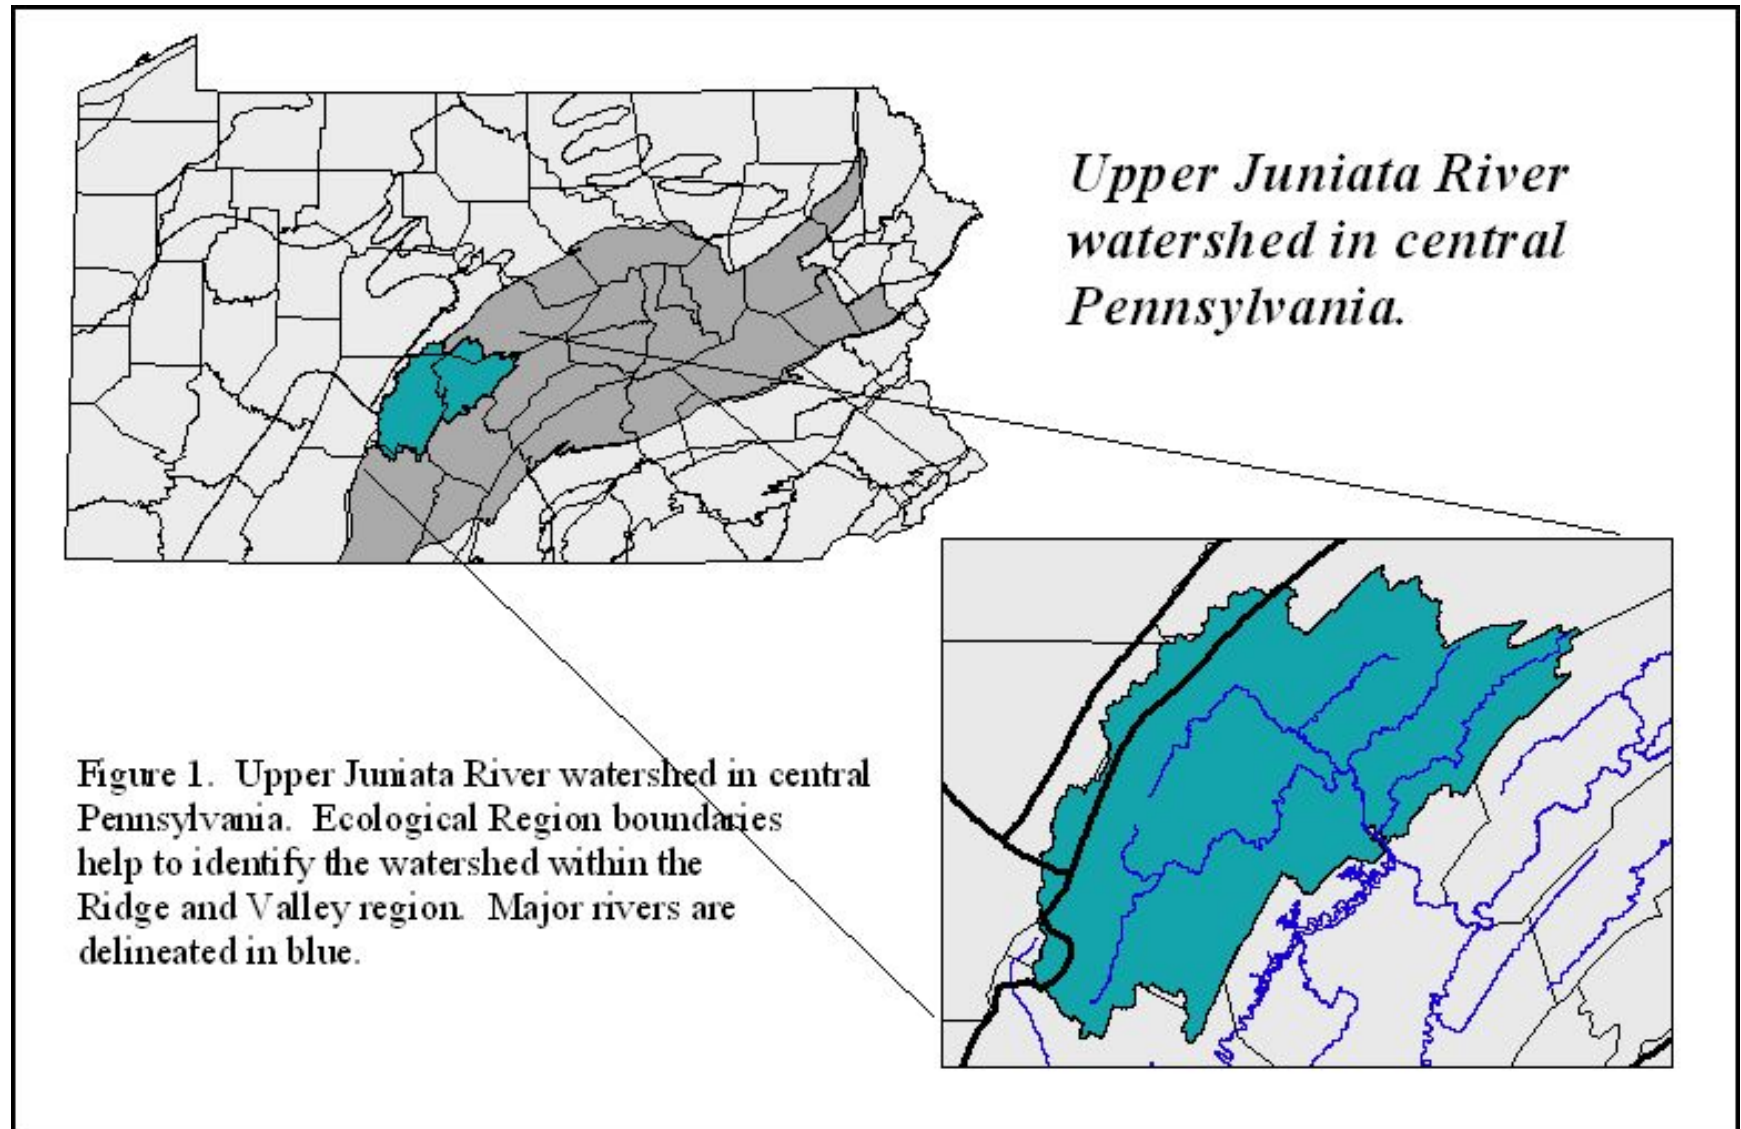 Upper Juniata River
watershed in central
Pennsylvania.
Figure 1.  Upper Juniata River watershed in central
Pennsylvania.  Ecological Region boundaries
help to identify the watershed within the
Ridge and Valley region.  Major rivers are
delineated in blue.